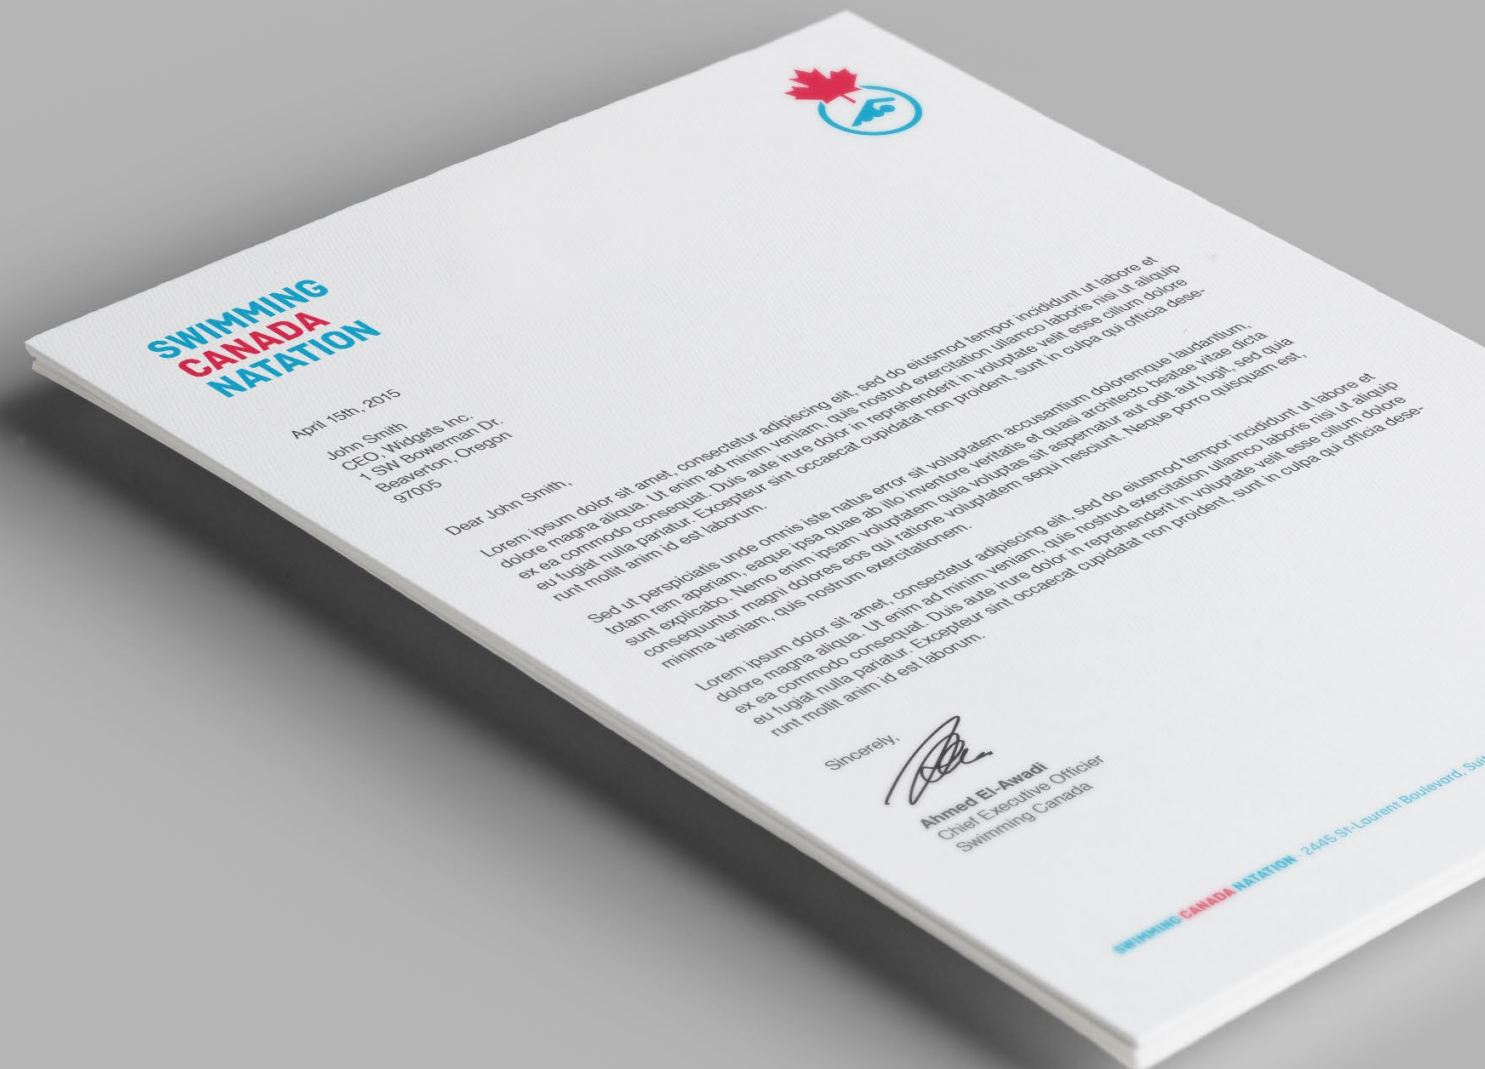 SWIMMING
CANADA
NATATION
April 15th, 2015
John Smith
CEO, Widgets Inc.
1 SW Bowerman Dr.
Beaverton, Oregon
97005
Dear John Smith,
Lorem ipsum dolor sit amet, consectetur adipiscing elit, sed do eiusmod tempor incididunt ut labore et
dolore magna aliqua. Ut enim ad minim veniam, quis nostrud exercitation ullamco laboris nisi ut aliquip
ex ea commodo consequat. Duis aute irure dolor in reprehenderit in voluptate velit esse cillum dolore
eu fugiat nulla pariatur. Excepteur sint occaecat cupidatat non proident, sunt in culpa qui officia dese-
runt mollit anim id est laborum.
Sed ut perspiciatis unde omnis iste natus error sit voluptatem accusantium doloremque laudantium,
totam rem aperiam, eaque ipsa quae ab illo inventore veritatis et quasi architecto beatae vitae dicta
sunt explicabo. Nemo enim ipsam voluptatem quia voluptas sit aspernatur aut odit aut fugit, sed quia
consequuntur magni dolores eos qui ratione voluptatem sequi nesciunt. Neque porro quisquam est,
minima veniam, quis nostrum exercitationem.
Lorem ipsum dolor sit amet, consectetur adipiscing elit, sed do eiusmod tempor incididunt ut labore et
dolore magna aliqua. Ut enim ad minim veniam, quis nostrud exercitation ullamco laboris nisi ut aliquip
ex ea commodo consequat. Duis aute irure dolor in reprehenderit in voluptate velit esse cillum dolore
eu fugiat nulla pariatur. Excepteur sint occaecat cupidatat non proident, sunt in culpa qui officia dese-
runt mollit anim id est laborum.
Sincerely,
Ahmed El-Awadi
Chief Executive Officier
Swimming Canada
SWIMMING CANADA NATATION · 2445 St-Laurent Boulevard,